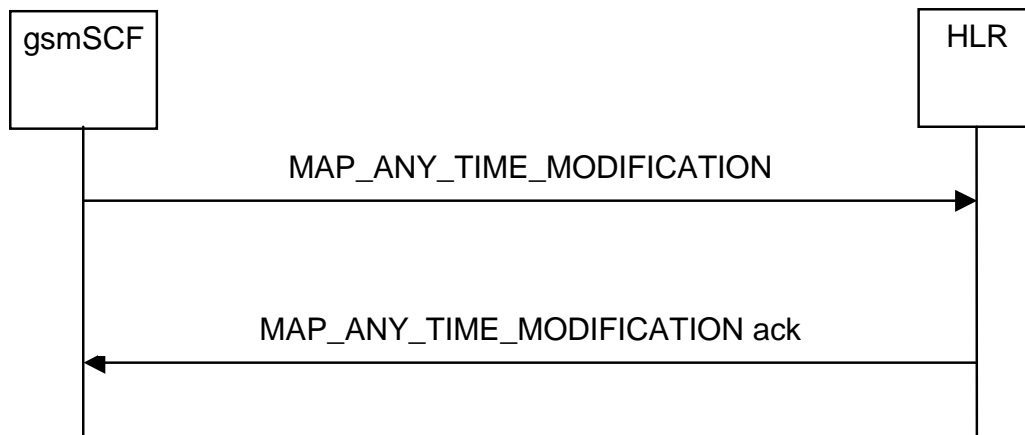 gsmSCF
HLR
MAP_ANY_TIME_MODIFICATION
MAP_ANY_TIME_MODIFICATION ack